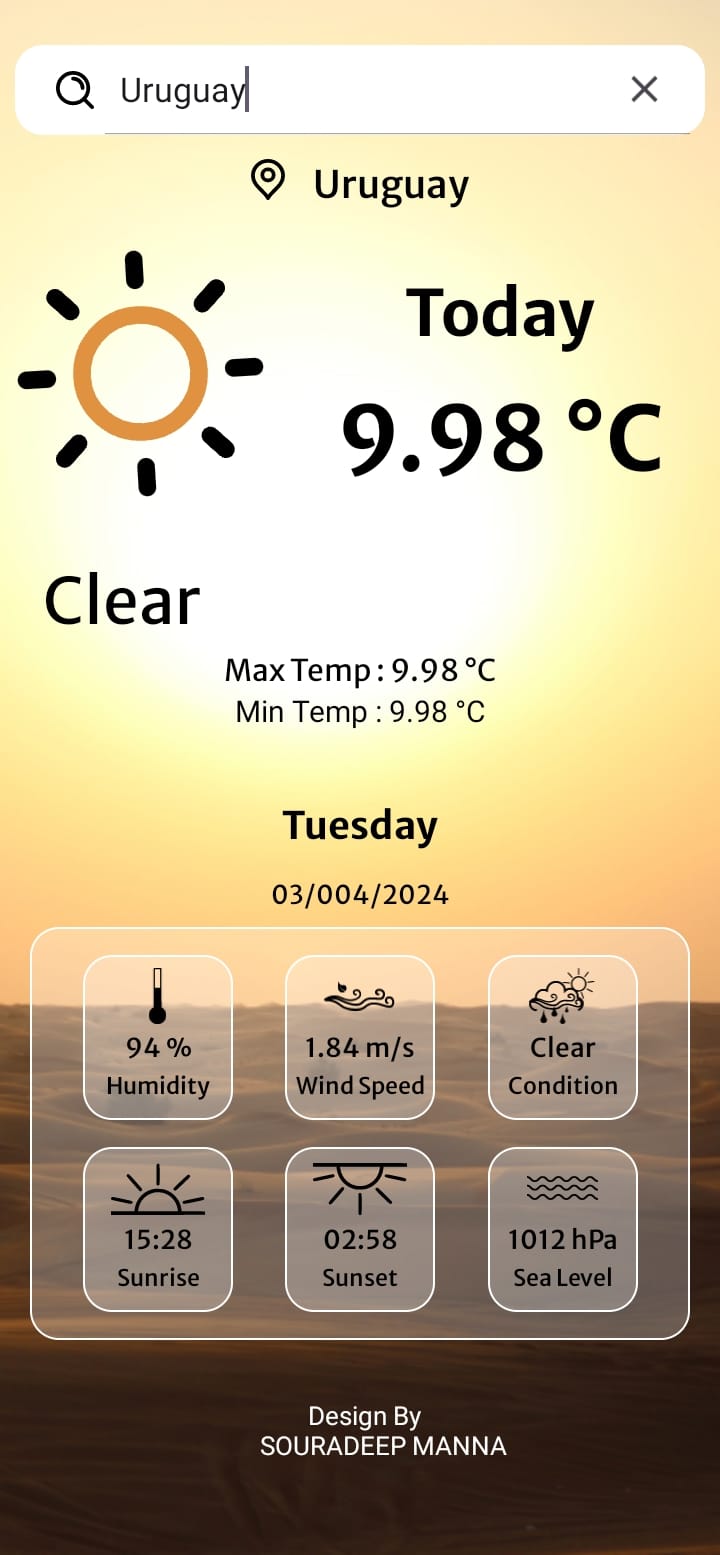 Uruguay
Uruguay
Today
9.98 °C
Clear
Max Temp : 9.98 °C
Min Temp : 9.98 °C
Tuesday
03/004/2024
94 %
Humidity
1.84 m/s
Wind Speed
Clear
Condition
15:28
Sunrise
02:58
Sunset
1012 hPa
Sea Level
Design By
SOURADEEP MANNA